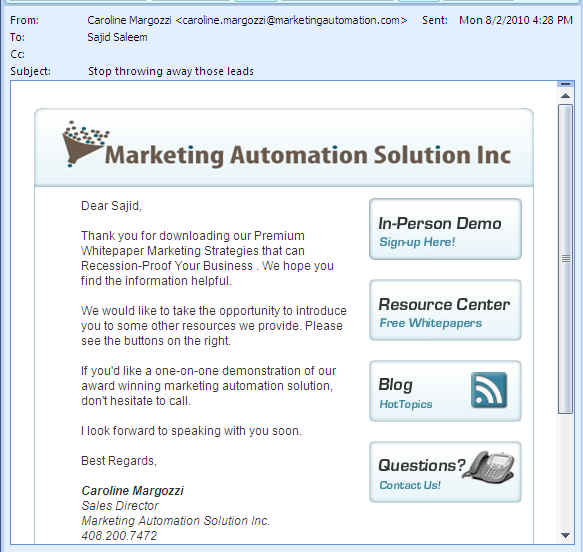 From: Caroline Margozzi <caroline.margozzi@marketingautomation.com> Sent: Mon 8/2/2010 4:28 PM
To: Sajid Saleem
Cc:
Subject: Stop throwing away those leads
Marketing Automation Solution Inc
Dear Sajid,
Thank you for downloading our Premium
Whitepaper Marketing Strategies that can
Recession-Proof Your Business . We hope you
find the information helpful.
We would like to take the opportunity to introduce
you to some other resources we provide. Please
see the buttons on the right.
If you'd like a one-on-one demonstration of our
award winning marketing automation solution,
don't hesitate to call.
I look forward to speaking with you soon.
Best Regards,
Caroline Margozzi
Sales Director
Marketing Automation Solution Inc.
408.200.7472
In-Person Demo
Sign-up Here!
Resource Center
Free Whitepapers
Blog
HotTopics
Questions?
Contact Us!